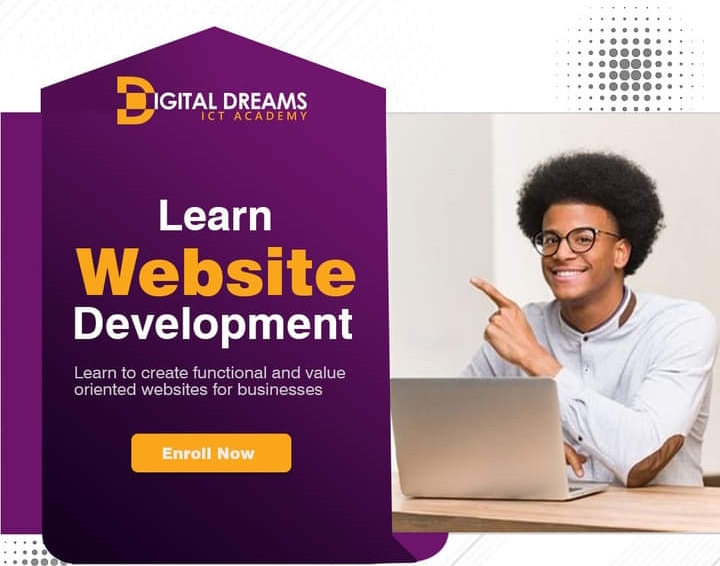 DIGITAL DREAMS
ICT ACADEMY
Learn
Website
Development
Learn to create functional and value
oriented websites for businesses
Enroll Now